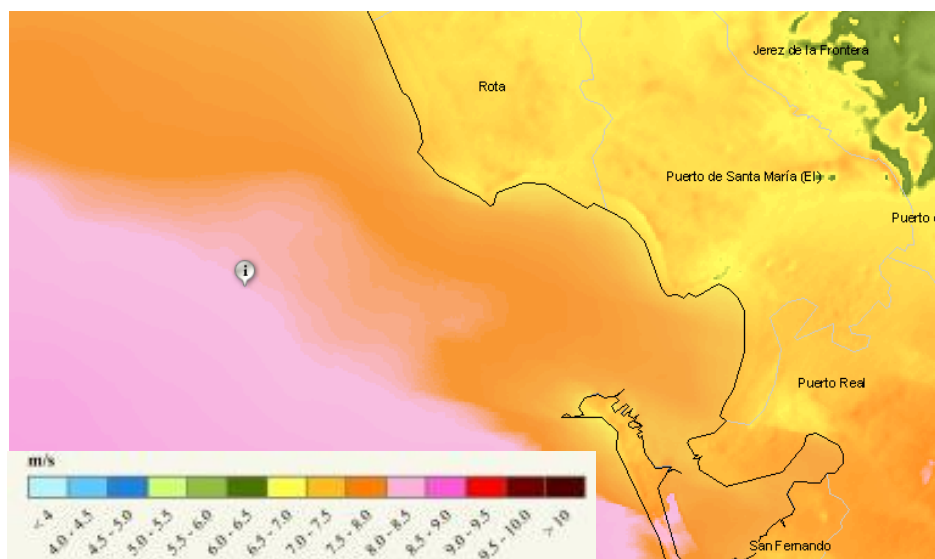 Jerez de la Frontera
Rota
Puerto de Santa María (El)
Puerto
i
Puerto Real
m/s
< 4
4.0 - 4.5
4.5 - 5.0
5.0 - 5.5
5.5 - 6.0
6.0 - 6.5
6.5 - 7.0
7.0 - 7.5
7.5 - 8.0
8.0 - 8.5
8.5 - 9.0
9.0 - 9.5
9.5 - 10.0
> 10
San Fernando